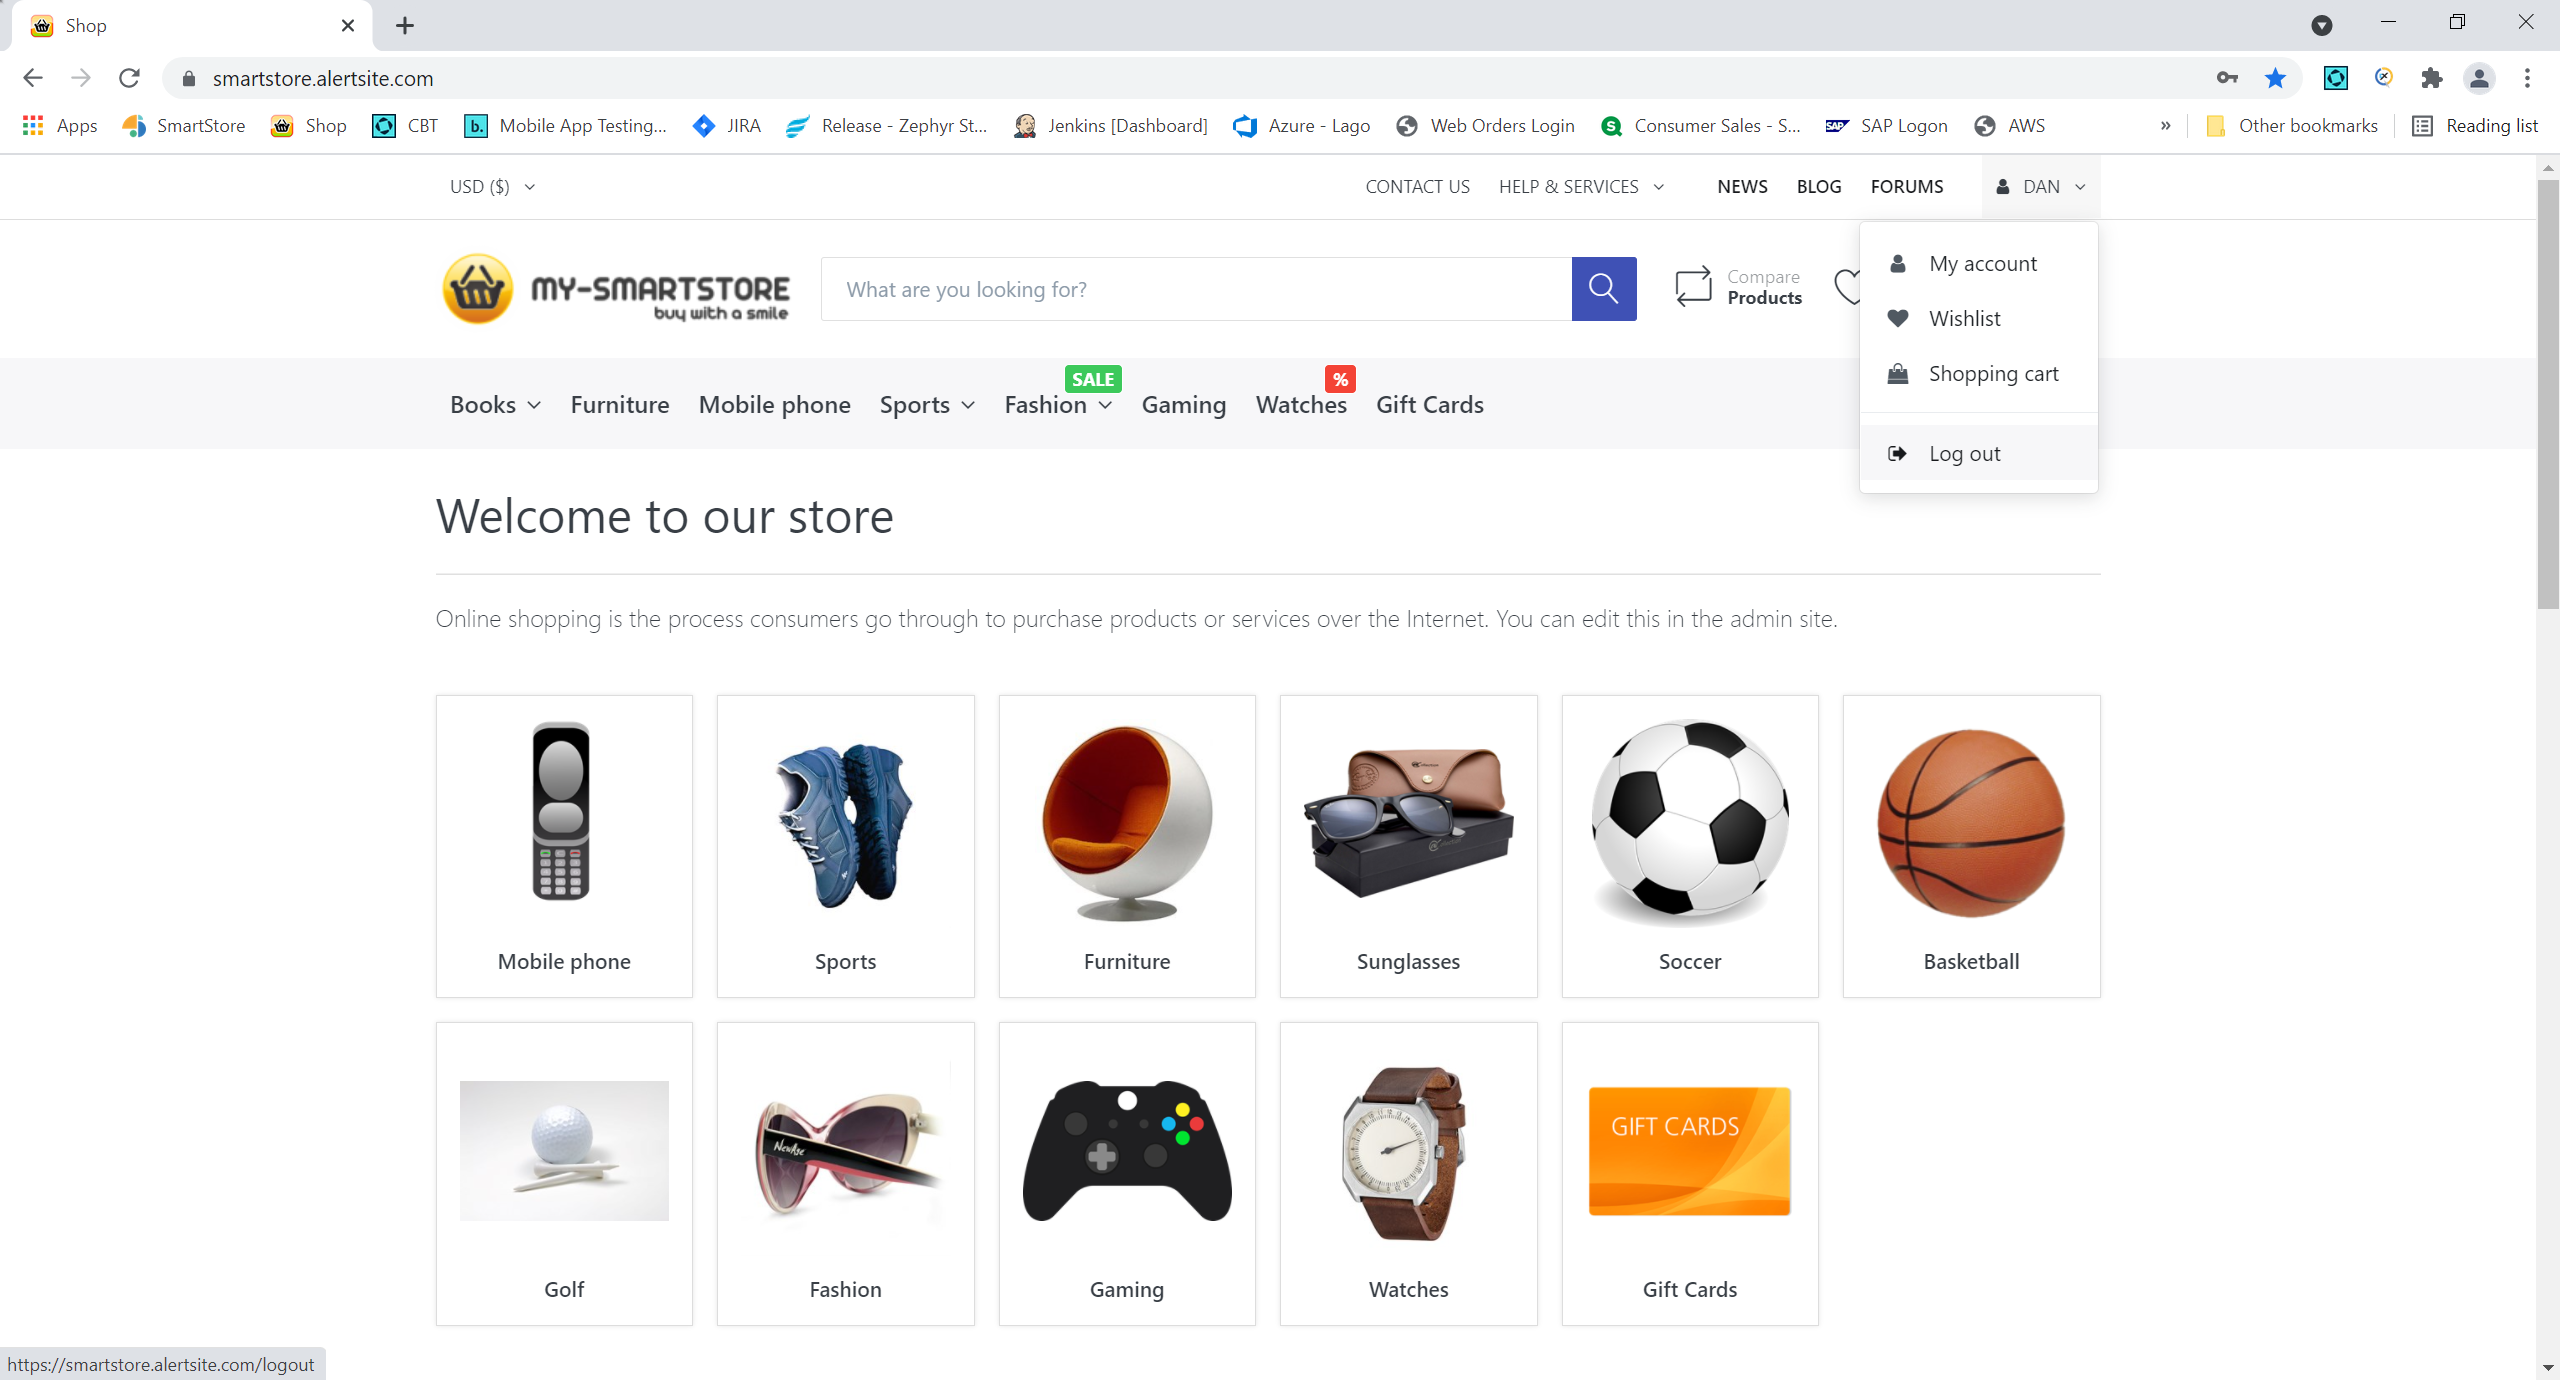 Shop
smartstore.alertsite.com
Apps SmartStore Shop CBT b. Mobile App Testing... JIRA Release - Zephyr St... Jenkins [Dashboard] Azure - Lago Web Orders Login S Consumer Sales - S... SAP SAP Logon AWS » Other bookmarks Reading list
USD ($) CONTACT US HELP & SERVICES NEWS BLOG FORUMS DAN
My account
Wishlist
Shopping cart
Log out
MY-SMARTSTORE
buy with a smile
What are you looking for?
Compare
Products
SALE %
Books Furniture Mobile phone Sports Fashion Gaming Watches Gift Cards
Welcome to our store
Online shopping is the process consumers go through to purchase products or services over the Internet. You can edit this in the admin site.
Mobile phone Sports Furniture Sunglasses Soccer Basketball
NewAge
GIFT CARDS
Golf Fashion Gaming Watches Gift Cards
https://smartstore.alertsite.com/logout